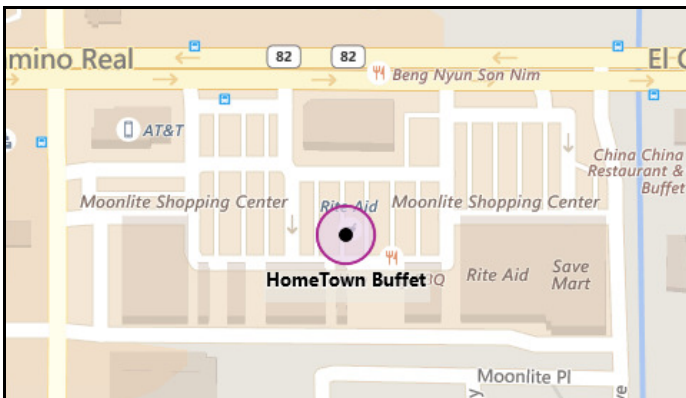 mino Real
82
82
El C
Beng Nyun Son Nim
AT&T
China China
Restaurant &
Buffet
Moonlite Shopping Center
Rite Aid
Moonlite Shopping Center
HomeTown Buffet
BQ
Rite Aid
Save
Mart
Moonlite Pl